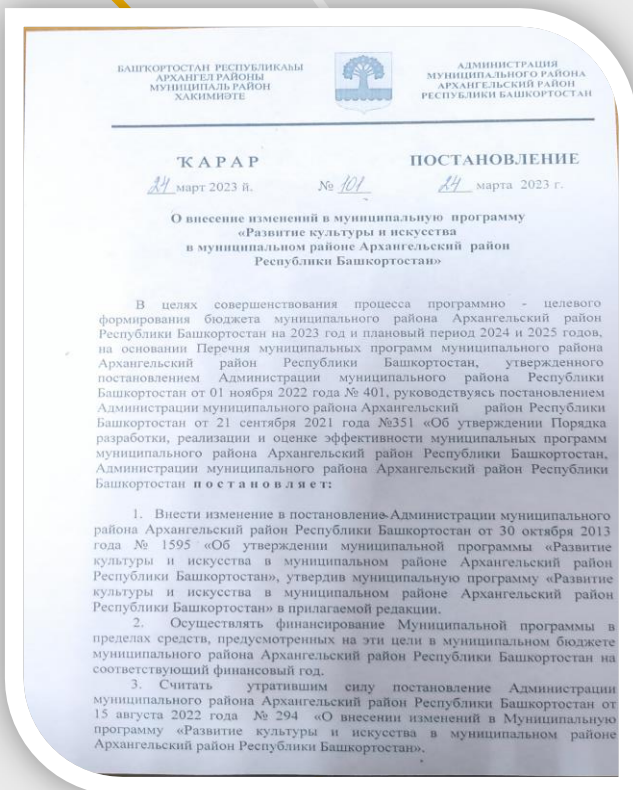 БАШҠОРТОСТАН РЕСПУБЛИКАҺЫ
АРХАНГЕЛ РАЙОНЫ
МУНИЦИПАЛЬ РАЙОН
ХАКИМИӘТЕ
АДМИНИСТРАЦИЯ
МУНИЦИПАЛЬНОГО РАЙОНА
АРХАНГЕЛЬСКИЙ РАЙОН
РЕСПУБЛИКИ БАШКОРТОСТАН
ҠАРАР
ПОСТАНОВЛЕНИЕ
24 март 2023 й.
№ 101
24 марта 2023 г.
О внесение изменений в муниципальную программу
«Развитие культуры и искусства
в муниципальном районе Архангельский район
Республики Башкортостан»
В целях совершенствования процесса программно - целевого
формирования бюджета муниципального района Архангельский район
Республики Башкортостан на 2023 год и плановый период 2024 и 2025 годов,
на основании Перечня муниципальных программ муниципального района
Архангельский район Республики Башкортостан, утвержденного
постановлением Администрации муниципального района Республики
Башкортостан от 01 ноября 2022 года № 401, руководствуясь постановлением
Администрации муниципального района Архангельский район Республики
Башкортостан от 21 сентября 2021 года №351 «Об утверждении Порядка
разработки, реализации и оценке эффективности муниципальных программ
муниципального района Архангельский район Республики Башкортостан,
Администрации муниципального района Архангельский район Республики
Башкортостан п о с т а н о в л я е т:
1. Внести изменение в постановление Администрации муниципального
района Архангельский район Республики Башкортостан от 30 октября 2013
года № 1595 «Об утверждении муниципальной программы «Развитие
культуры и искусства в муниципальном районе Архангельский район
Республики Башкортостан», утвердив муниципальную программу «Развитие
культуры и искусства в муниципальном районе Архангельский район
Республики Башкортостан» в прилагаемой редакции.
2. Осуществлять финансирование Муниципальной программы в
пределах средств, предусмотренных на эти цели в муниципальном бюджете
муниципального района Архангельский район Республики Башкортостан на
соответствующий финансовый год.
3. Считать утратившим силу постановление Администрации
муниципального района Архангельский район Республики Башкортостан от
15 августа 2022 года № 294 «О внесении изменений в Муниципальную
программу «Развитие культуры и искусства в муниципальном районе
Архангельский район Республики Башкортостан».